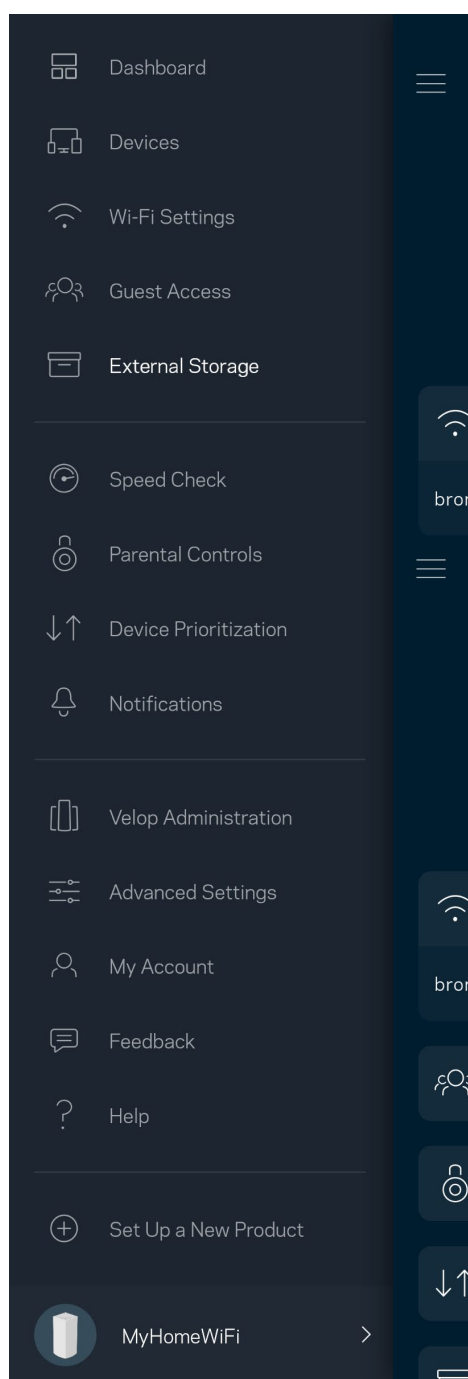 Dashboard
Devices
Wi-Fi Settings
Guest Access
External Storage
Speed Check
Parental Controls
Device Prioritization
Notifications
Velop Administration
Advanced Settings
My Account
Feedback
Help
Set Up a New Product
MyHomeWiFi